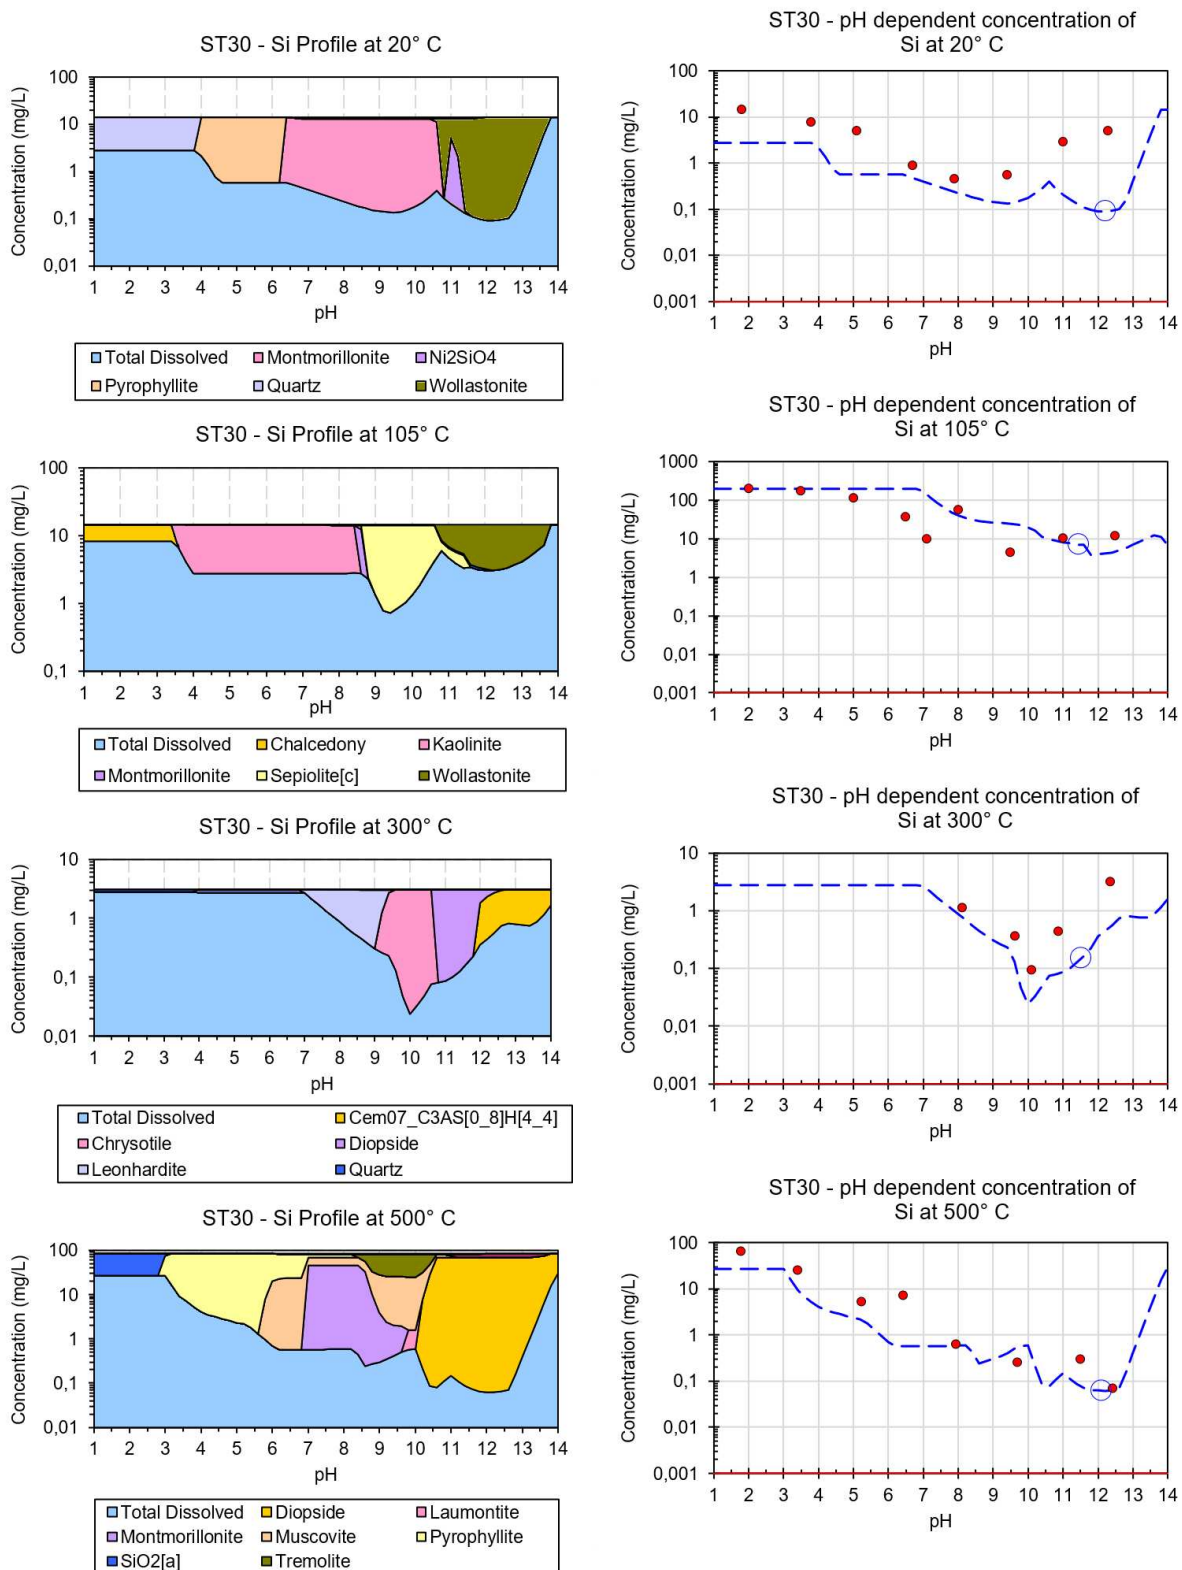 ST30 - Si Profile at 20° C
100
10
1
0,1
0,01
Concentration (mg/L)
1 2 3 4 5 6 7 8 9 10 11 12 13 14
pH
Total Dissolved Montmorillonite Ni2SiO4
Pyrophyllite Quartz Wollastonite
ST30 - pH dependent concentration of
Si at 20° C
100
10
1
0,1
0,01
0,001
Concentration (mg/L)
1 2 3 4 5 6 7 8 9 10 11 12 13 14
pH
ST30 - Si Profile at 105° C
100
10
1
0,1
Concentration (mg/L)
1 2 3 4 5 6 7 8 9 10 11 12 13 14
pH
Total Dissolved Chalcedony Kaolinite
Montmorillonite Sepiolite[c] Wollastonite
ST30 - pH dependent concentration of
Si at 105° C
1000
100
10
1
0,1
0,01
0,001
Concentration (mg/L)
1 2 3 4 5 6 7 8 9 10 11 12 13 14
pH
ST30 - Si Profile at 300° C
10
1
0,1
0,01
Concentration (mg/L)
1 2 3 4 5 6 7 8 9 10 11 12 13 14
pH
Total Dissolved Cem07_C3AS[0_8]H[4_4]
Chrysotile Diopside
Leonhardite Quartz
ST30 - pH dependent concentration of
Si at 300° C
10
1
0,1
0,01
0,001
Concentration (mg/L)
1 2 3 4 5 6 7 8 9 10 11 12 13 14
pH
ST30 - Si Profile at 500° C
100
10
1
0,1
0,01
Concentration (mg/L)
1 2 3 4 5 6 7 8 9 10 11 12 13 14
pH
Total Dissolved Diopside Laumontite
Montmorillonite Muscovite Pyrophyllite
SiO2[a] Tremolite
ST30 - pH dependent concentration of
Si at 500° C
100
10
1
0,1
0,01
0,001
Concentration (mg/L)
1 2 3 4 5 6 7 8 9 10 11 12 13 14
pH